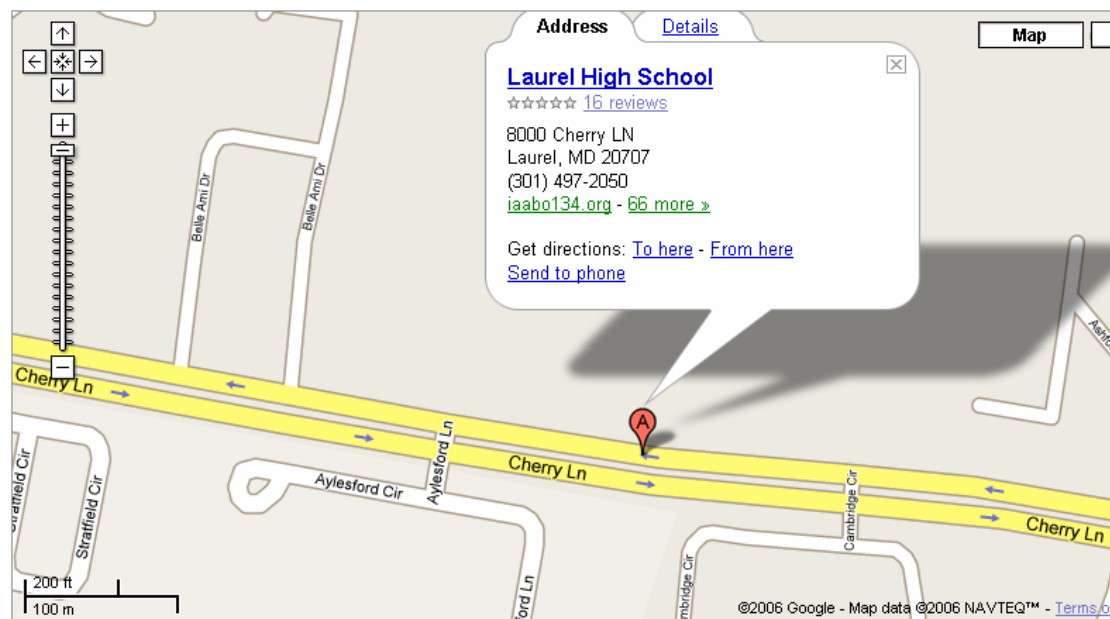 Address Details
Map
Laurel High School
16 reviews
8000 Cherry LN
Laurel, MD 20707
(301) 497-2050
iaabo134.org - 66 more »
Get directions: To here - From here
Send to phone
A
Belle Ami Dr
Belle Ami Dr
Cherry Ln
Aylesford Ln
Cherry Ln
Cambridge Cir
Cherry Ln
Aylesford Cir
Stratfield Cir
Stratfield Cir
200 ft
100 m
©2006 Google - Map data ©2006 NAVTEQ™ - Terms o